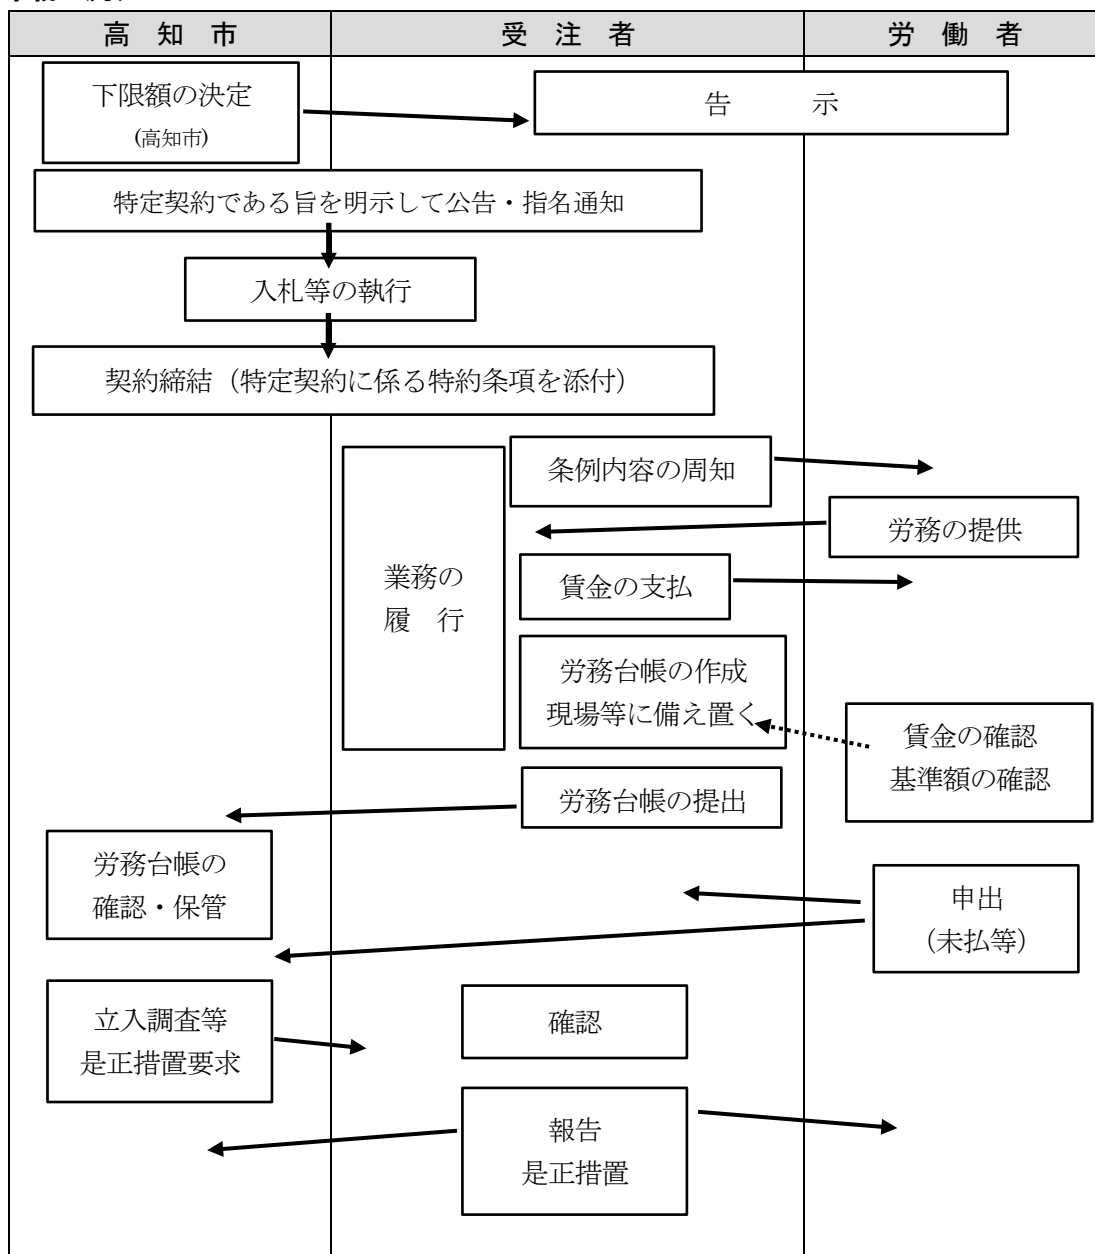 高 知 市
受 注 者
労 働 者
下限額の決定
(高知市)
告 示
特定契約である旨を明示して公告・指名通知
入札等の執行
契約締結（特定契約に係る特約条項を添付）
条例内容の周知
労務の提供
業務の
履 行
賃金の支払
労務台帳の作成
現場等に備え置く
賃金の確認
基準額の確認
労務台帳の提出
労務台帳の
確認・保管
申出
（未払等）
立入調査等
是正措置要求
確認
報告
是正措置